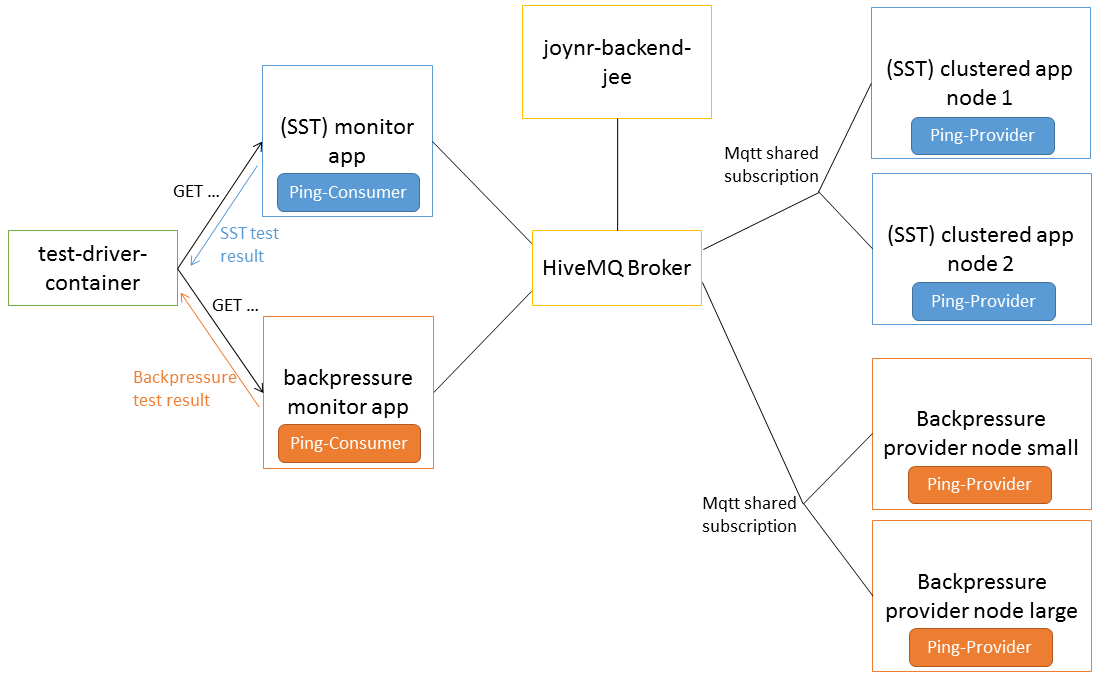 joynr-backend-
jee
(SST) monitor
app
Ping-Consumer
(SST) clustered app
node 1
Ping-Provider
Mqtt shared
subscription
GET ...
SST test
result
test-driver-
container
HiveMQ Broker
(SST) clustered app
node 2
Ping-Provider
GET ...
Backpressure
test result
backpressure
monitor app
Ping-Consumer
Backpressure
provider node small
Ping-Provider
Mqtt shared
subscription
Backpressure
provider node large
Ping-Provider